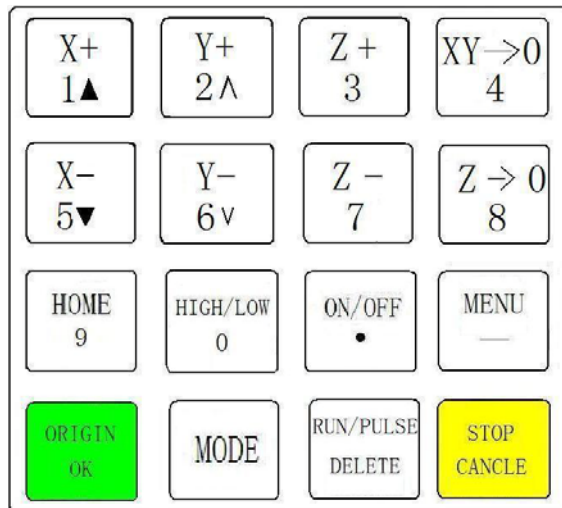 X+
1▲
Y+
2∧
Z +
3
XY->0
4
X-
5▼
Y-
6∨
Z -
7
Z -> 0
8
HOME
9
HIGH/LOW
0
ON/OFF
•
MENU
—
ORIGIN
OK
MODE
RUN/PULSE
DELETE
STOP
CANCLE